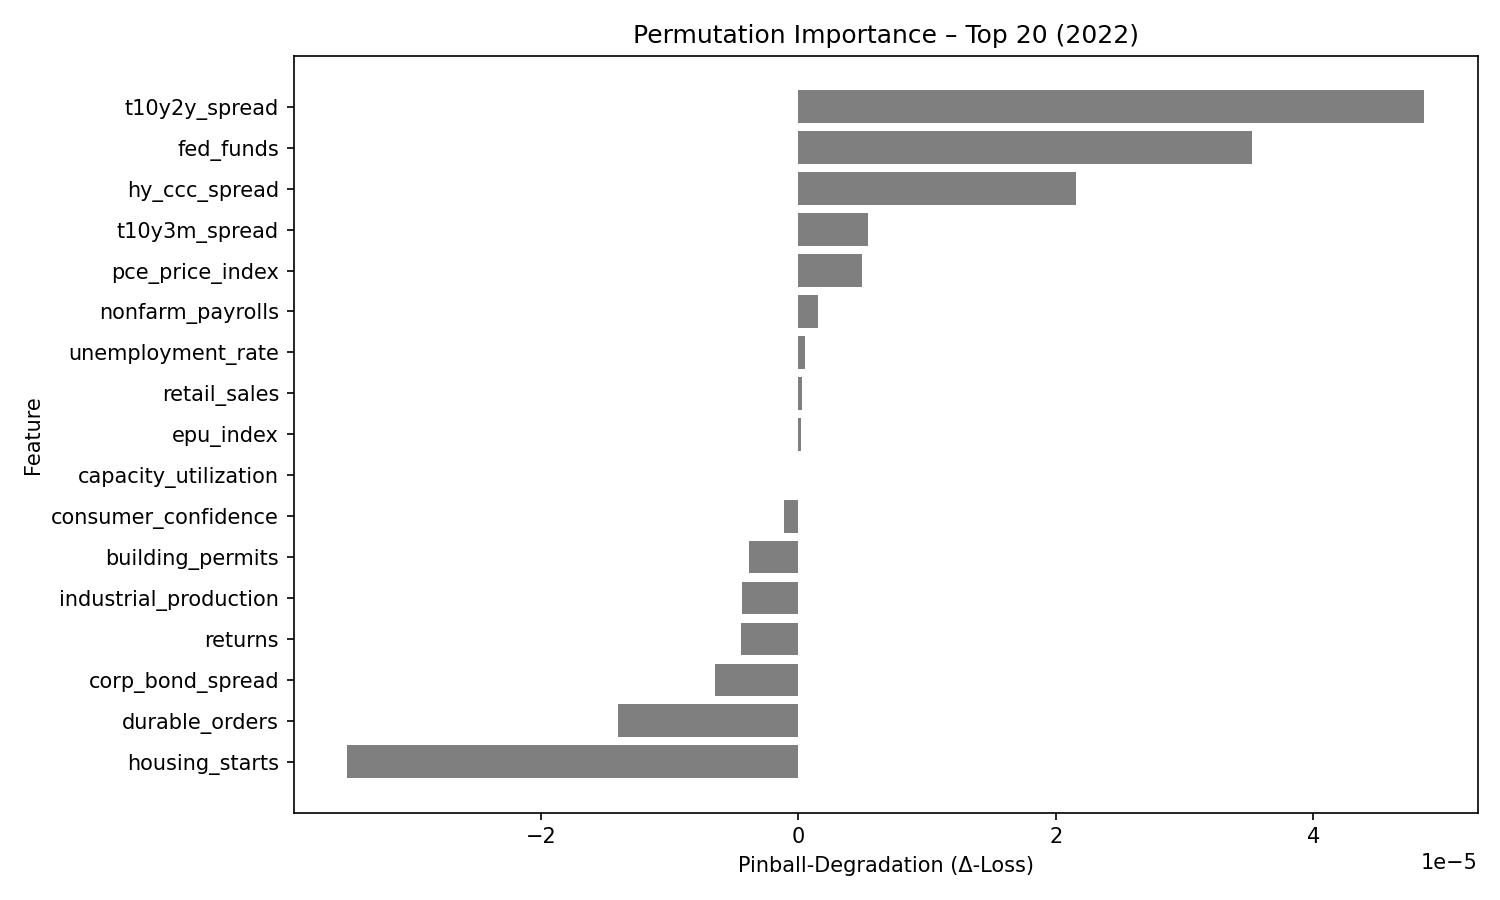 Permutation Importance – Top 20 (2022)
t10y2y_spread
fed_funds
hy_ccc_spread
t10y3m_spread
pce_price_index
nonfarm_payrolls
unemployment_rate
retail_sales
epu_index
capacity_utilization
consumer_confidence
building_permits
industrial_production
returns
corp_bond_spread
durable_orders
housing_starts
Feature
−2 0 2 4
1e−5
Pinball-Degradation (Δ-Loss)